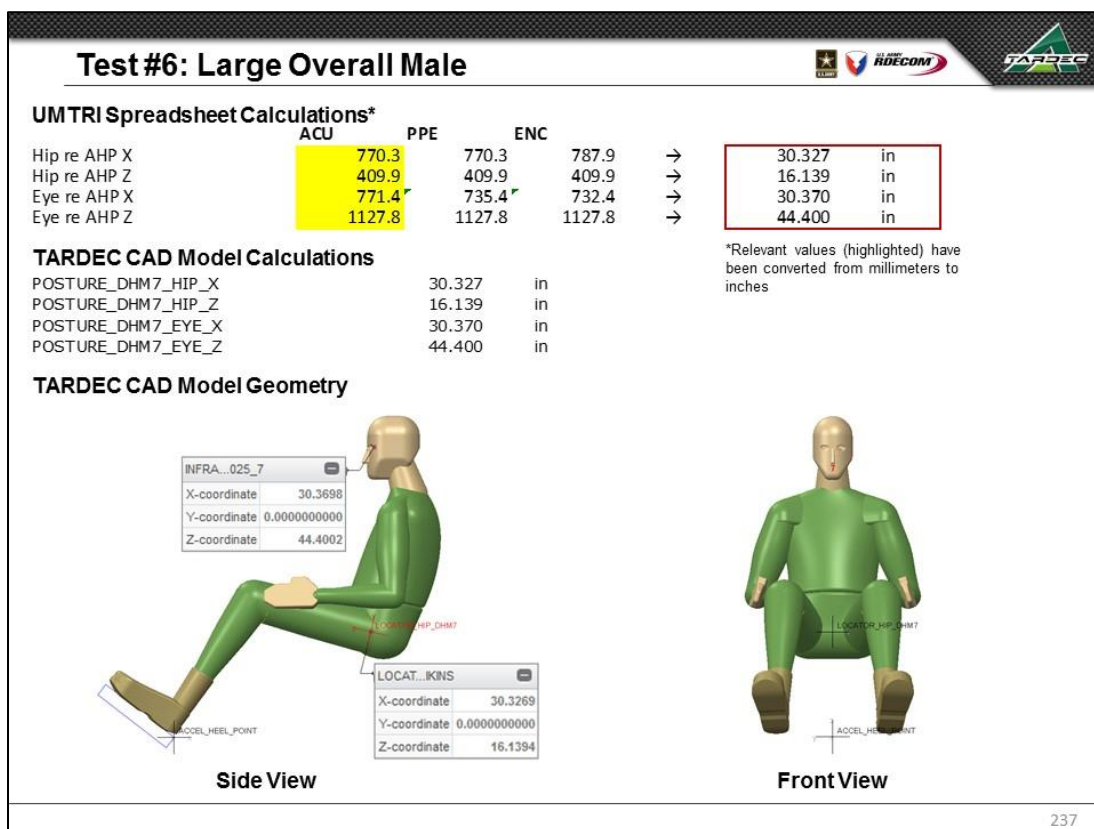 Test #6: Large Overall Male
U.S. ARMY
U.S. ARMY
RDECOM
TARDEC
UMTRI Spreadsheet Calculations*
ACU PPE ENC
Hip re AHP X 770.3 770.3 787.9 → 30.327 in
Hip re AHP Z 409.9 409.9 409.9 → 16.139 in
Eye re AHP X 771.4 735.4 732.4 → 30.370 in
Eye re AHP Z 1127.8 1127.8 1127.8 → 44.400 in
*Relevant values (highlighted) have
been converted from millimeters to
inches
TARDEC CAD Model Calculations
POSTURE_DHM7_HIP_X 30.327 in
POSTURE_DHM7_HIP_Z 16.139 in
POSTURE_DHM7_EYE_X 30.370 in
POSTURE_DHM7_EYE_Z 44.400 in
TARDEC CAD Model Geometry
INFRA...025_7
X-coordinate 30.3698
Y-coordinate 0.0000000000
Z-coordinate 44.4002
LOCATOR_HIP_DHM7
LOCAT...IKINS
X-coordinate 30.3269
Y-coordinate 0.0000000000
Z-coordinate 16.1394
ACCEL_HEEL_POINT
Side View
LOCATOR_HIP_DHM7
ACCEL_HEEL_POINT
Front View
237